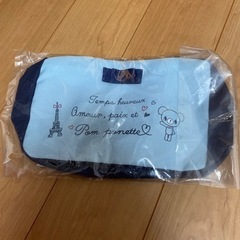 Temps heureux
Amour, paix et
Pom ponette